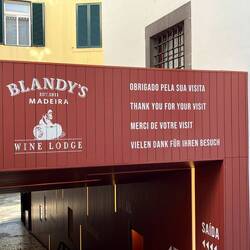 BLANDY'S
ESTD 1811
MADEIRA
WINE LODGE
OBRIGADO PELA SUA VISITA
THANK YOU FOR YOUR VISIT
MERCI DE VOTRE VISIT
VIELEN DANK FÜR IHREN BESUCH
SAÍDA